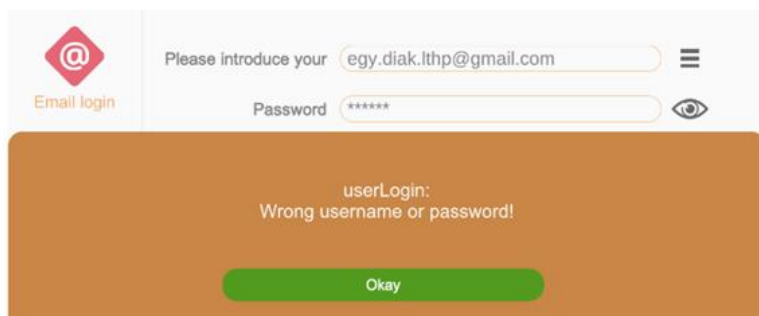 Please introduce your egy.diak.lthp@gmail.com
Email login
Password ******
userLogin:
Wrong username or password!
Okay